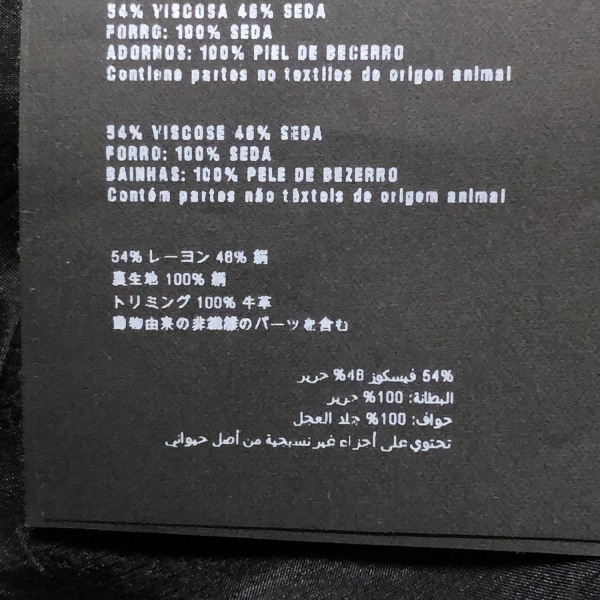 54% VISCOSA 46% SEDA
FORRO: 100% SEDA
ADORNOS: 100% PIEL DE BECERRO
Contiene partes no textiles de origen animal
54% VISCOSE 46% SEDA
FORRO: 100% SEDA
BAINHAS: 100% PELE DE BEZERRO
Contém partes não têxteis de origem animal
54% レーヨン 46% 絹
裏生地 100% 絹
トリミング 100% 牛革
動物由来の非繊維のパーツを含む
54% فيسكوز 46% حرير
البطانة: 100% حرير
حواف: 100% جلد العجل
تحتوي على أجزاء غير نسيجية من أصل حيواني